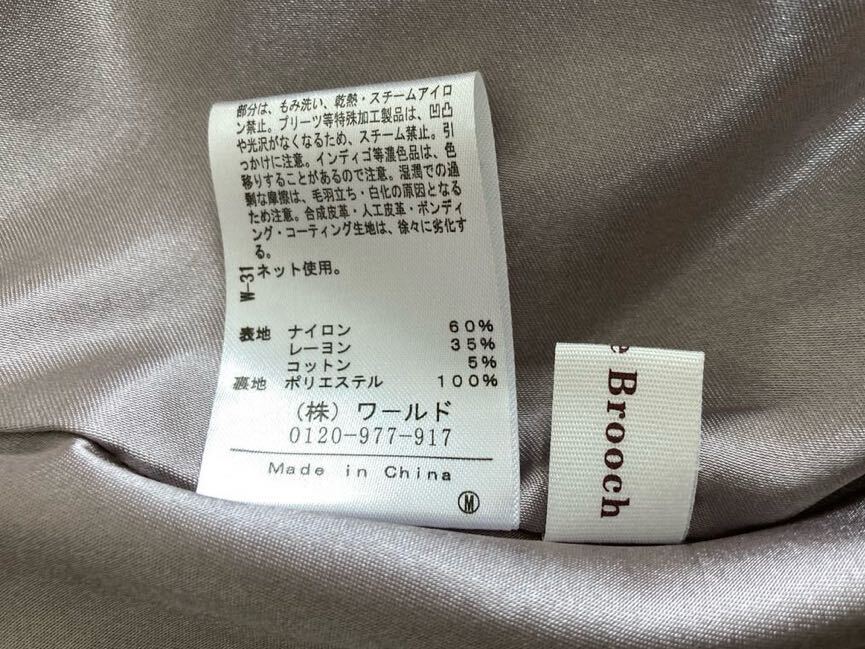 部分は、もみ洗い、乾熱・スチームアイロ
ン禁止。プリーツ等特殊加工製品は、凹凸
や光沢がなくなるため、スチーム禁止。引
っかけに注意。インディゴ等濃色品は、色
移りすることがあるので注意。湿潤での過
剰な摩擦は、毛羽立ち・白化の原因となる
ため注意。合成皮革・人工皮革・ボンディ
ング・コーティング生地は、徐々に劣化す
る。
ネット使用。
W-31
表地 ナイロン 60%
レーヨン 35%
コットン 5%
裏地 ポリエステル 100%
(株) ワールド
0120-977-917
Made in China
M
e Brooch